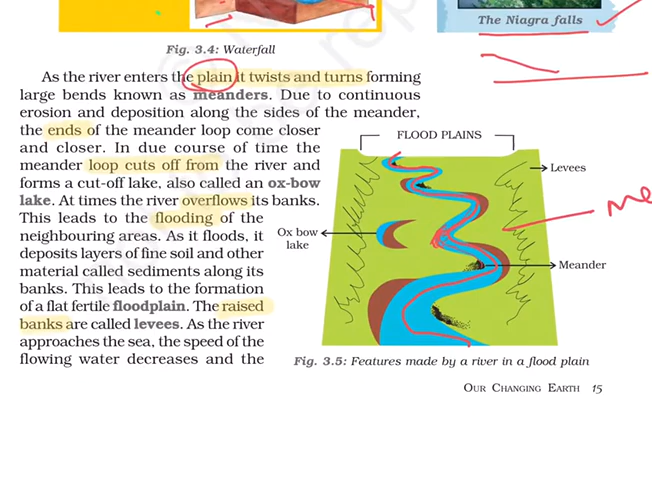 The Niagra falls
Fig. 3.4: Waterfall
As the river enters the plain it twists and turns forming
large bends known as meanders. Due to continuous
erosion and deposition along the sides of the meander,
the ends of the meander loop come closer
and closer. In due course of time the
meander loop cuts off from the river and
forms a cut-off lake, also called an ox-bow
lake. At times the river overflows its banks.
This leads to the flooding of the
neighbouring areas. As it floods, it
deposits layers of fine soil and other
material called sediments along its
banks. This leads to the formation
of a flat fertile floodplain. The raised
banks are called levees. As the river
approaches the sea, the speed of the
flowing water decreases and the
FLOOD PLAINS
Levees
Me
Ox bow
lake
Meander
Fig. 3.5: Features made by a river in a flood plain
OUR CHANGING EARTH 15